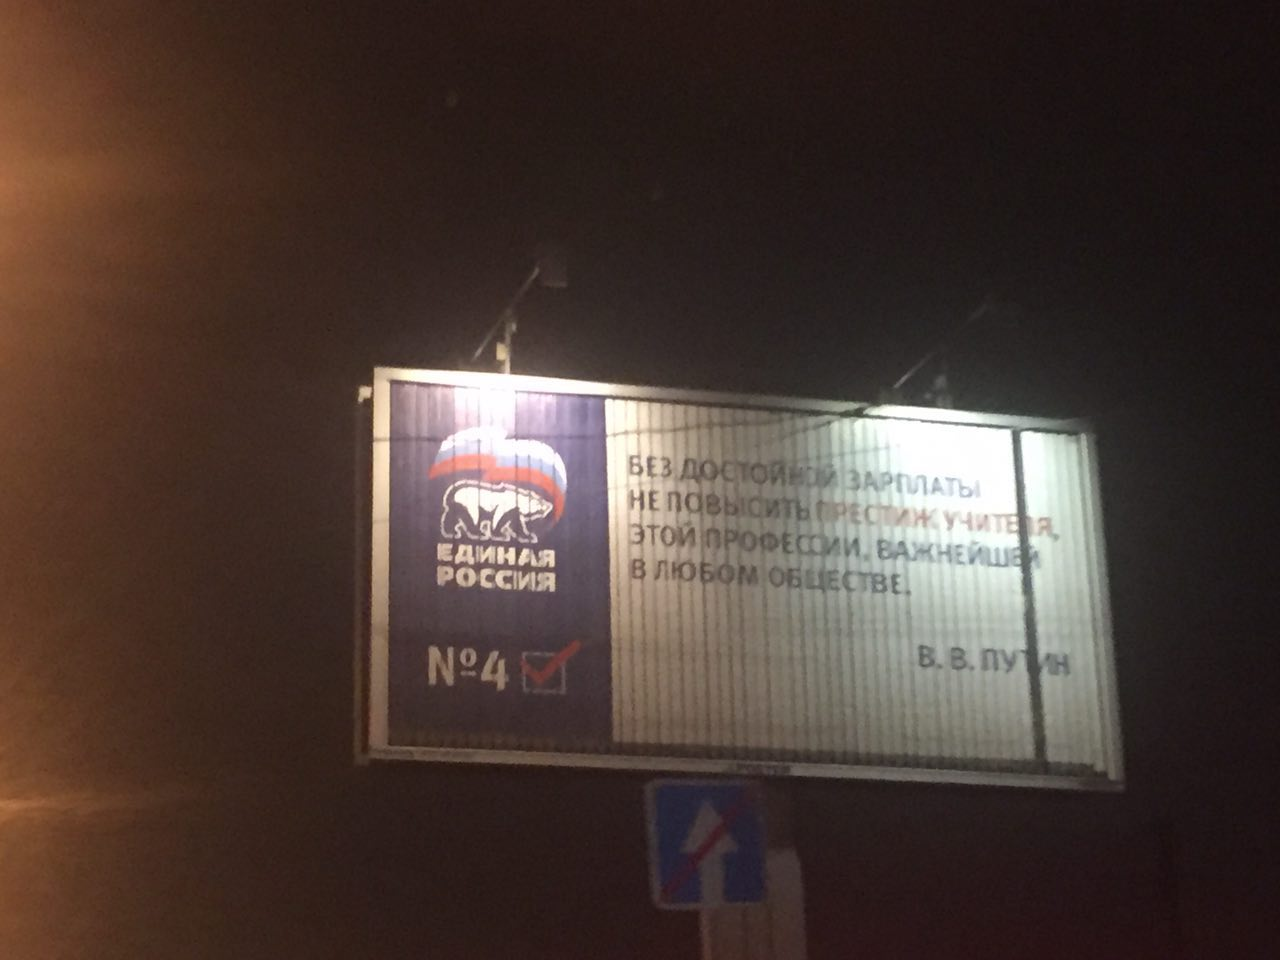 ЕДИНАЯ
РОССИЯ
№4
БЕЗ ДОСТОЙНОЙ ЗАРПЛАТЫ
НЕ ПОВЫСИТЬ ПРЕСТИЖ УЧИТЕЛЯ,
ЭТОЙ ПРОФЕССИИ, ВАЖНЕЙШЕЙ
В ЛЮБОМ ОБЩЕСТВЕ.
В. В. ПУТИН